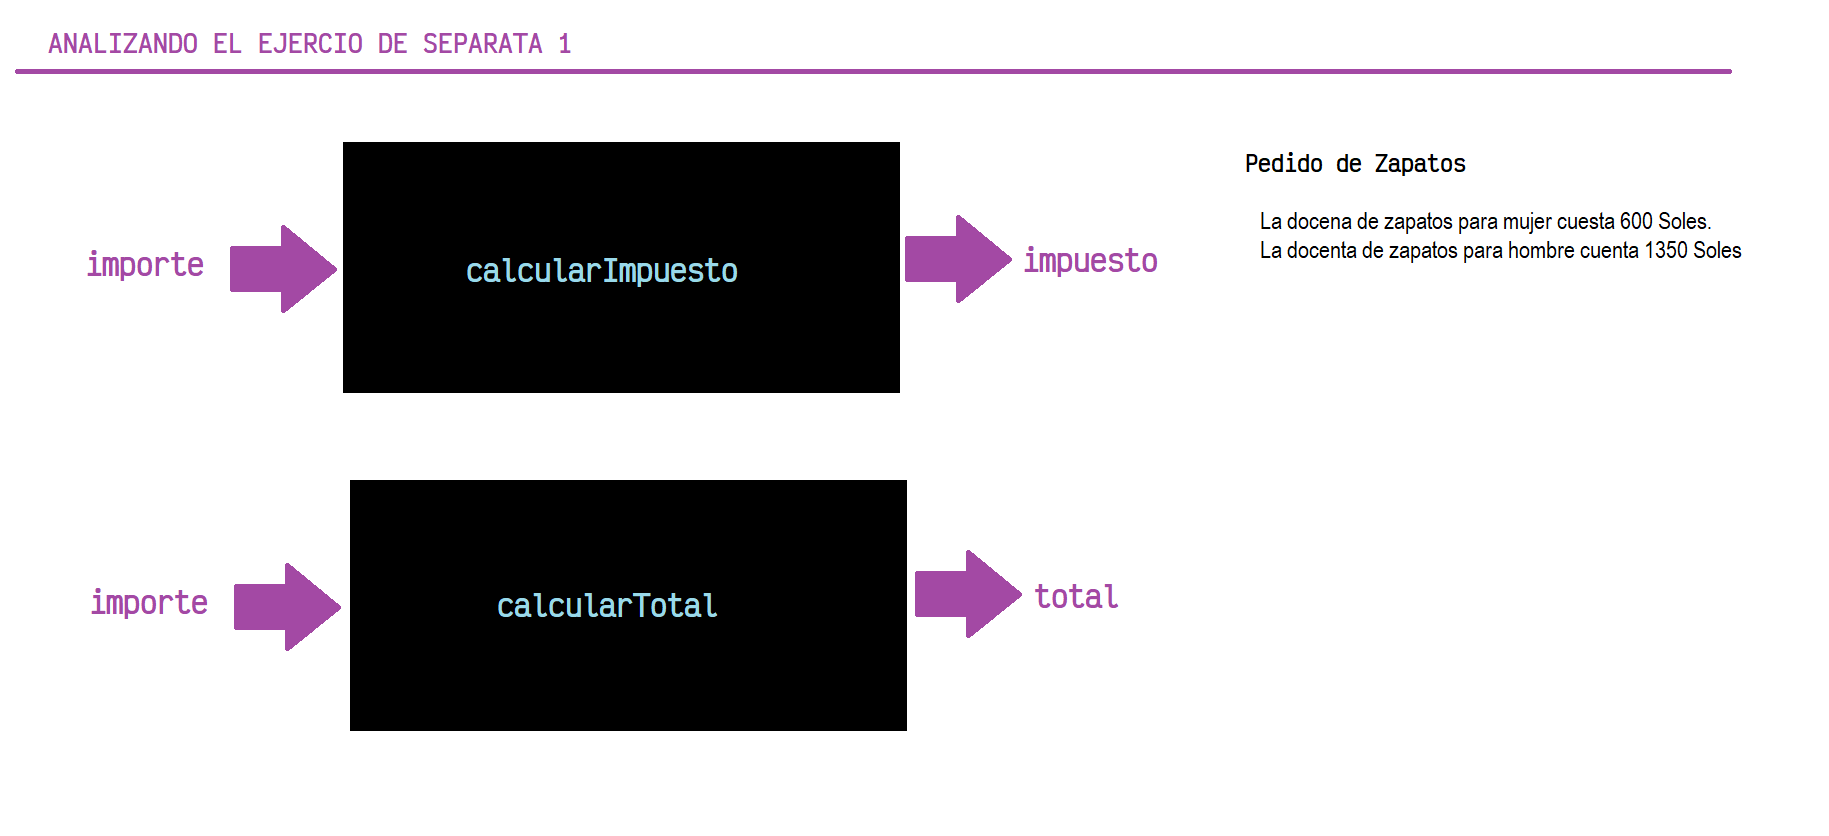 ANALIZANDO EL EJERCIO DE SEPARATA 1
importe
calcularImpuesto
impuesto
Pedido de Zapatos
La docena de zapatos para mujer cuesta 600 Soles.
La docenta de zapatos para hombre cuenta 1350 Soles
importe
calcularTotal
total